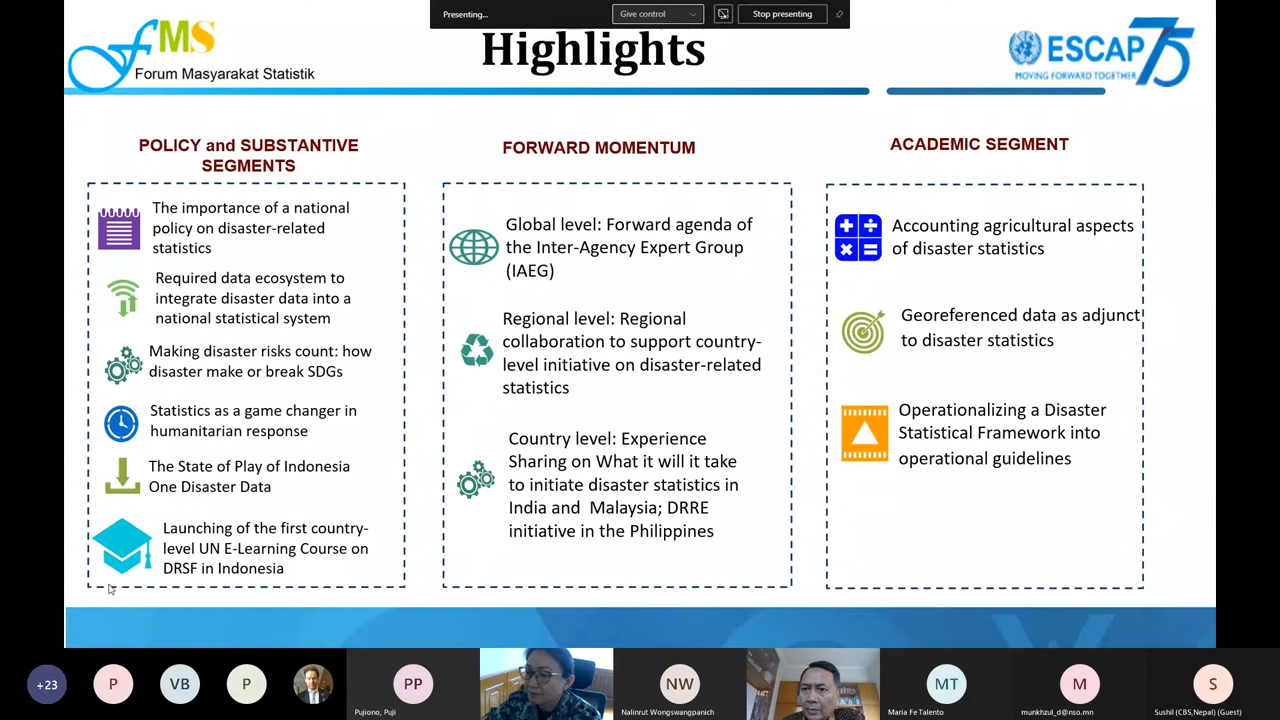 Presenting...
Give control
Stop presenting
FMS
Forum Masyarakat Statistik
Highlights
ESCAP 75
MOVING FORWARD TOGETHER
POLICY and SUBSTANTIVE
SEGMENTS
The importance of a national
policy on disaster-related
statistics
Required data ecosystem to
integrate disaster data into a
national statistical system
Making disaster risks count: how
disaster make or break SDGs
Statistics as a game changer in
humanitarian response
The State of Play of Indonesia
One Disaster Data
Launching of the first country-
level UN E-Learning Course on
DRSF in Indonesia
FORWARD MOMENTUM
Global level: Forward agenda of
the Inter-Agency Expert Group
(IAEG)
Regional level: Regional
collaboration to support country-
level initiative on disaster-related
statistics
Country level: Experience
Sharing on What it will it take
to initiate disaster statistics in
India and Malaysia; DRRE
initiative in the Philippines
ACADEMIC SEGMENT
Accounting agricultural aspects
of disaster statistics
Georeferenced data as adjunct
to disaster statistics
Operationalizing a Disaster
Statistical Framework into
operational guidelines
+23
P
VB
P
PP
Pujiono, Puji
NW
Nalinrut Wongswangpanich
MT
Maria Fe Talento
M
munkhzul_d@nso.mn
S
Sushil (CBS,Nepal) (Guest)